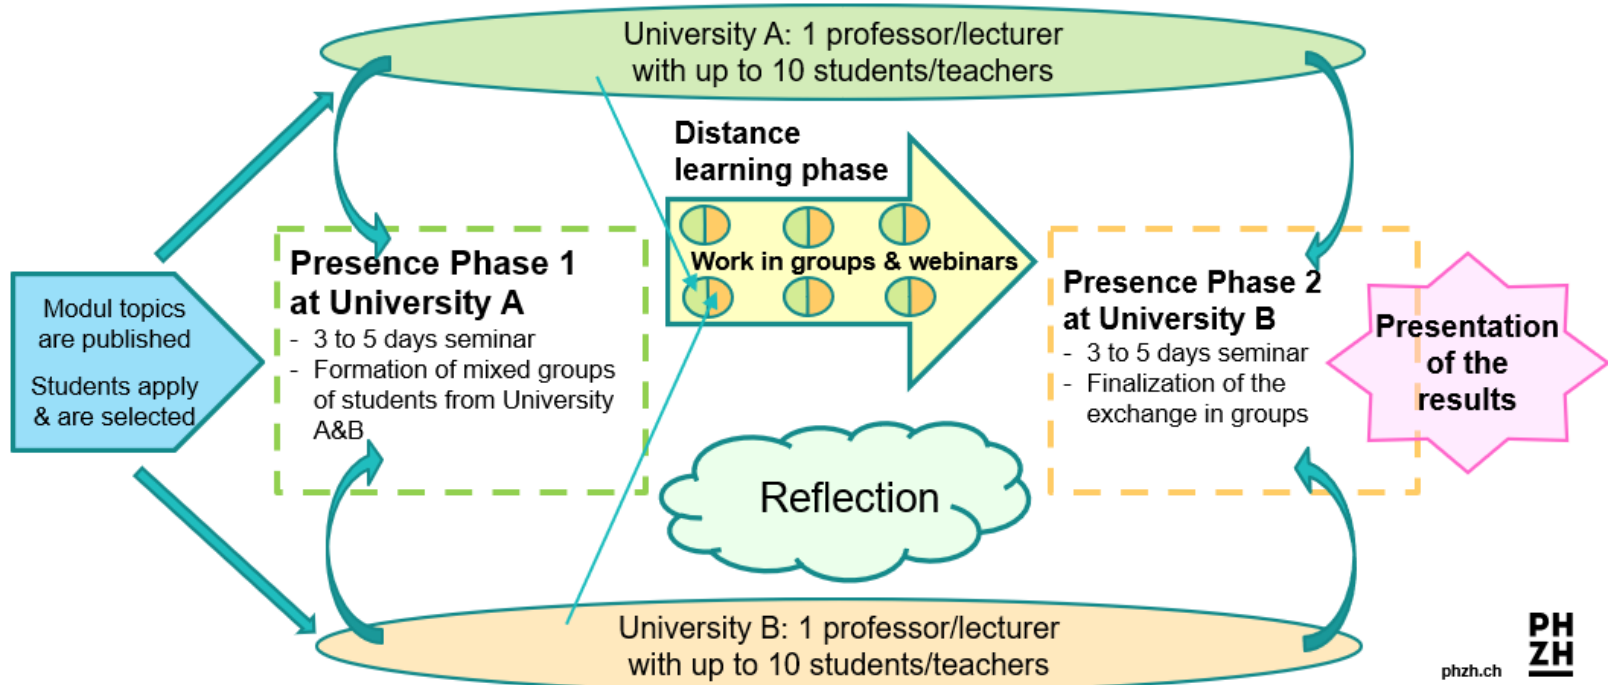 University A: 1 professor/lecturer
with up to 10 students/teachers
Distance
learning phase
Work in groups & webinars
Modul topics
are published
Students apply
& are selected
Presence Phase 1
at University A
- 3 to 5 days seminar
- Formation of mixed groups
of students from University
A&B
Presence Phase 2
at University B
- 3 to 5 days seminar
- Finalization of the
exchange in groups
Presentation
of the
results
Reflection
University B: 1 professor/lecturer
with up to 10 students/teachers
phzh.ch
PH
ZH